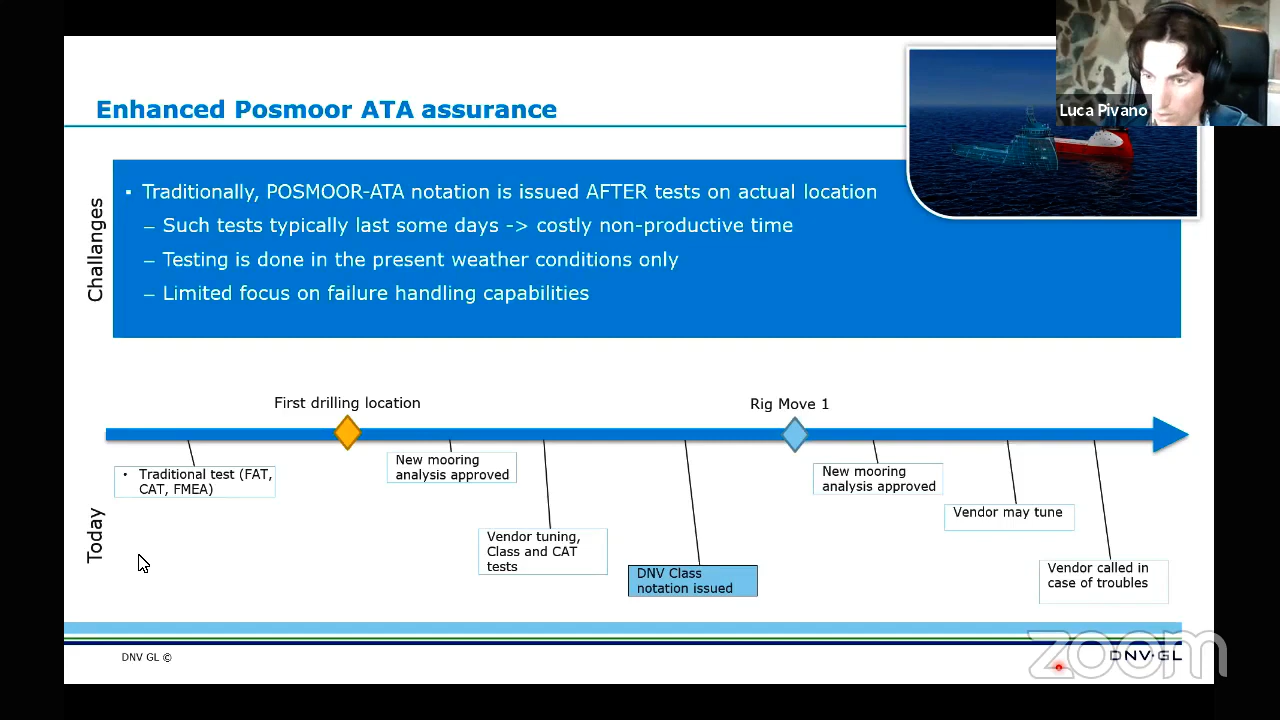 Luca Pivano
Enhanced Posmoor ATA assurance
Challanges
▪ Traditionally, POSMOOR-ATA notation is issued AFTER tests on actual location
– Such tests typically last some days -> costly non-productive time
– Testing is done in the present weather conditions only
– Limited focus on failure handling capabilities
First drilling location
Rig Move 1
Today
• Traditional test (FAT,
CAT, FMEA)
New mooring
analysis approved
Vendor tuning,
Class and CAT
tests
DNV Class
notation issued
New mooring
analysis approved
Vendor may tune
Vendor called in
case of troubles
DNV GL ©
zoom
DNV·GL